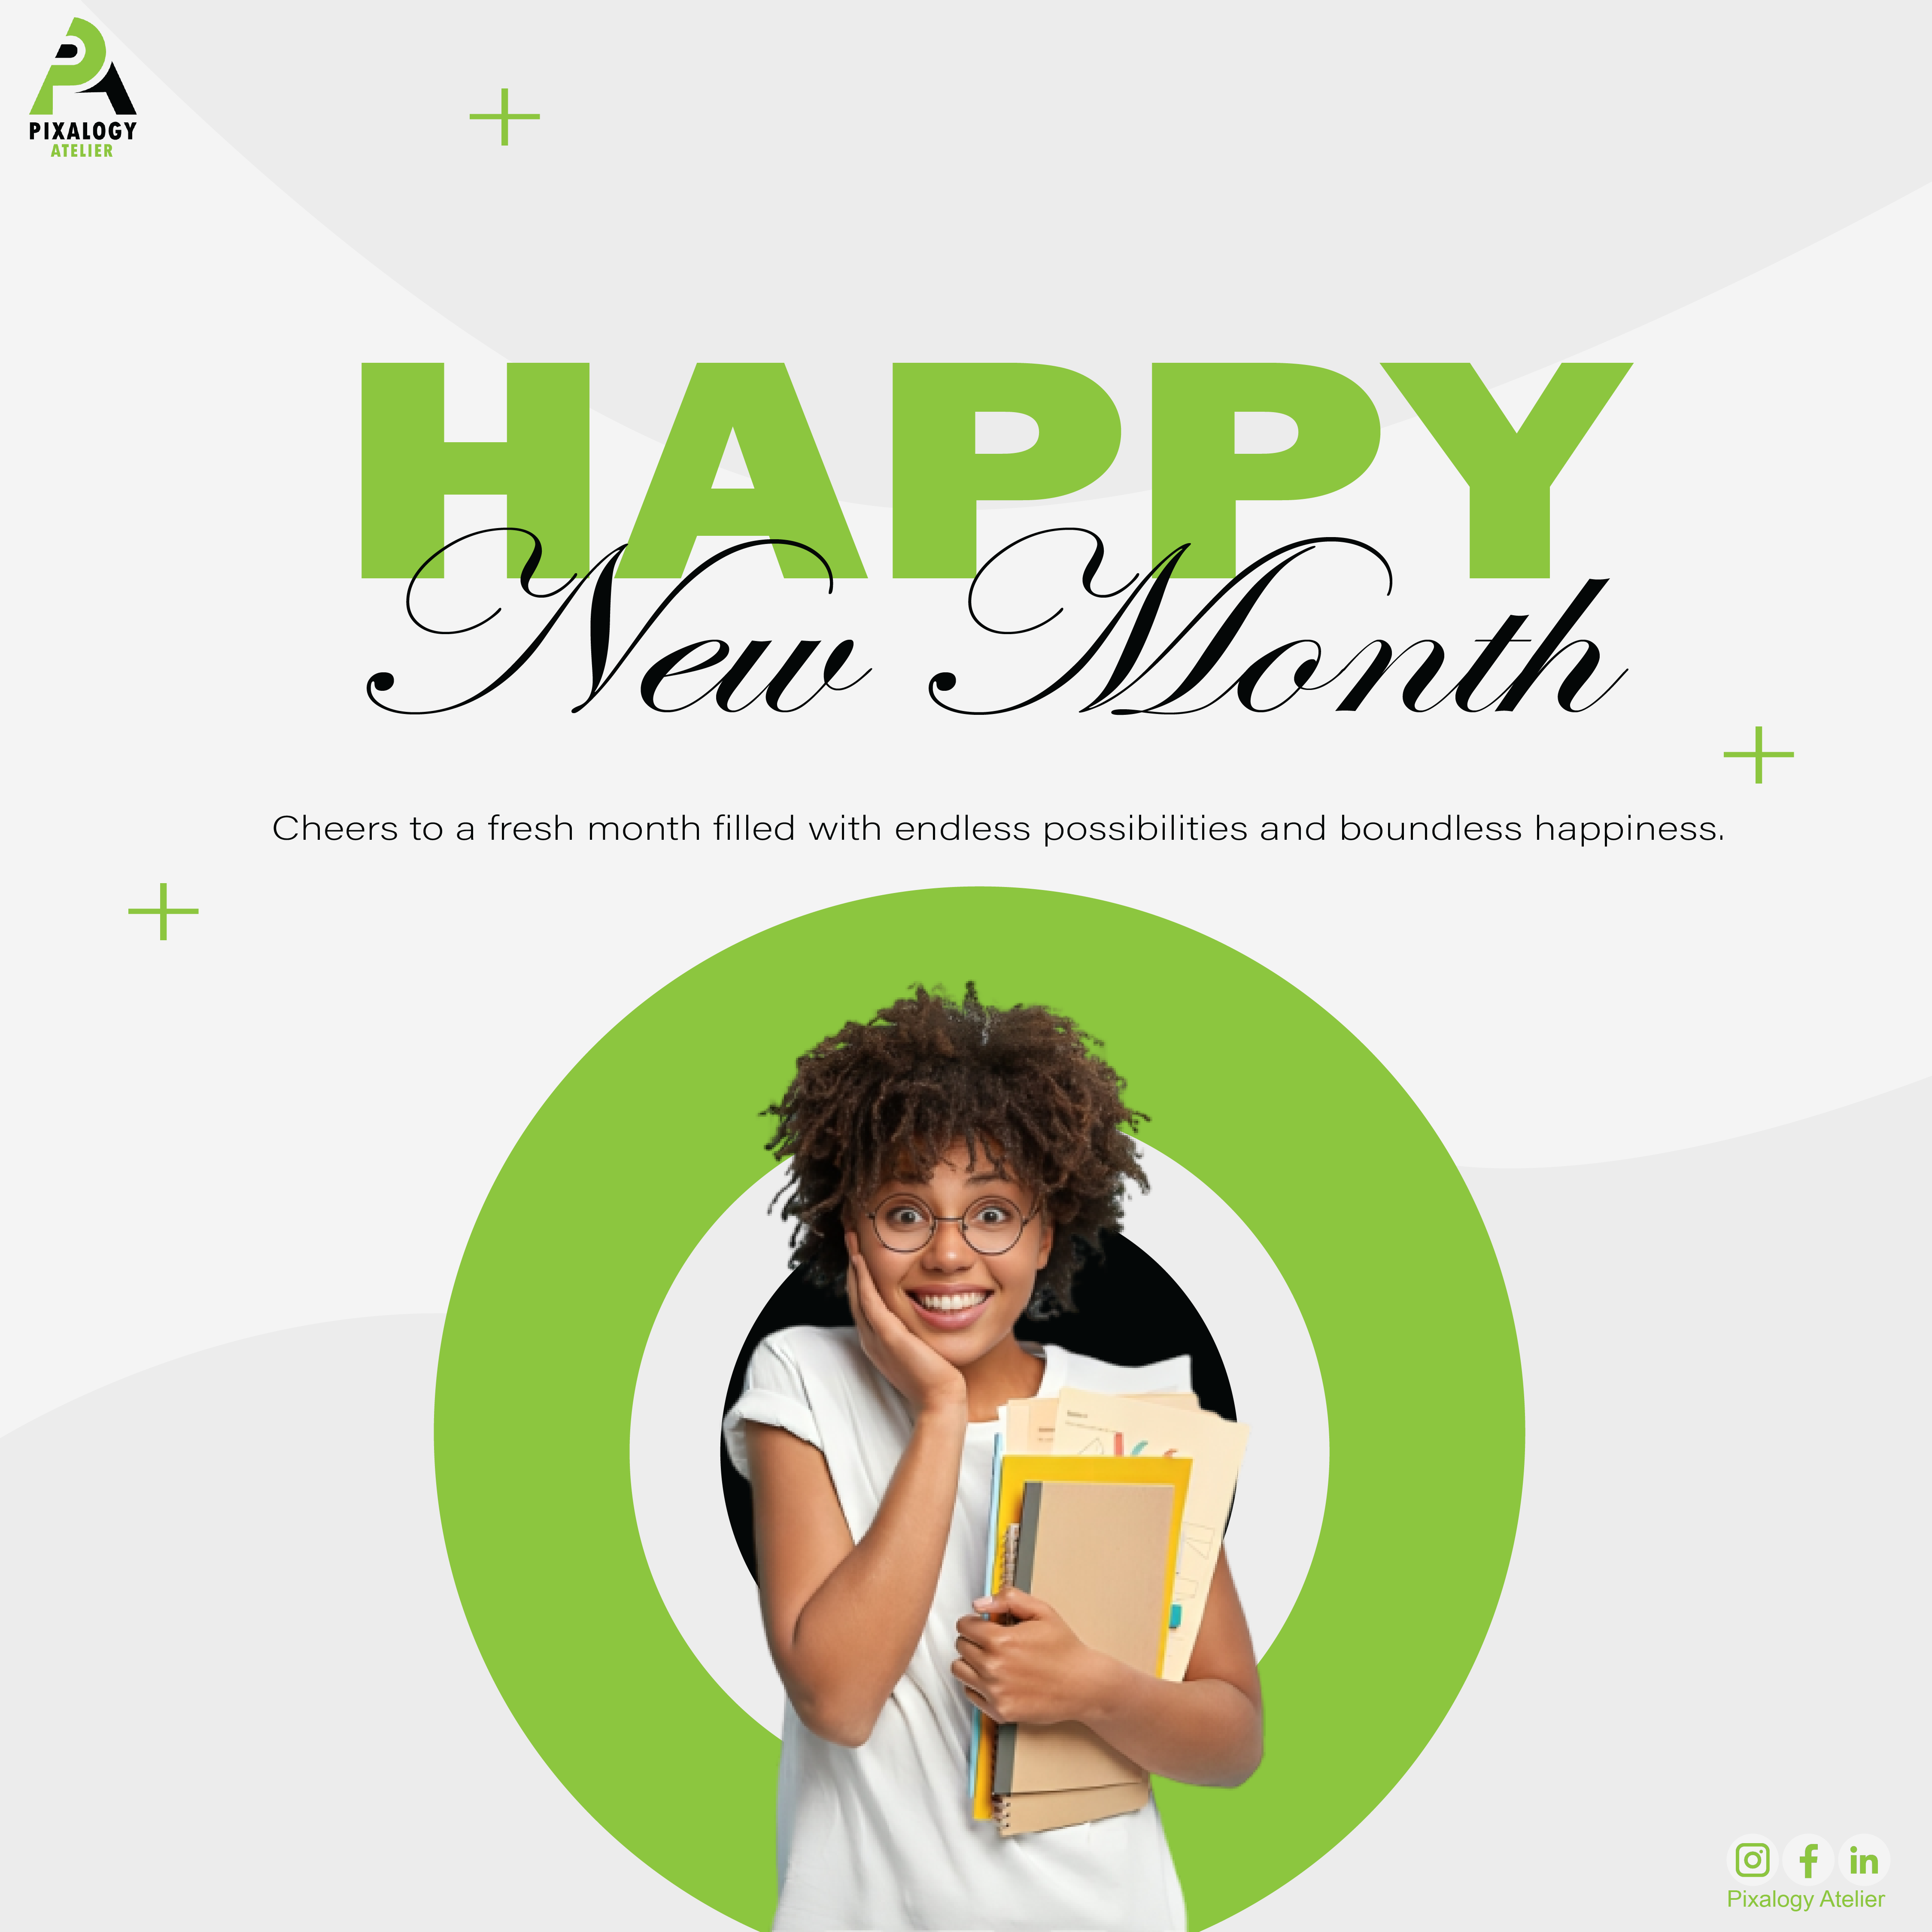 PIXALOGY
ATELIER
HAPPY
New Month
Cheers to a fresh month filled with endless possibilities and boundless happiness.
Pixalogy Atelier